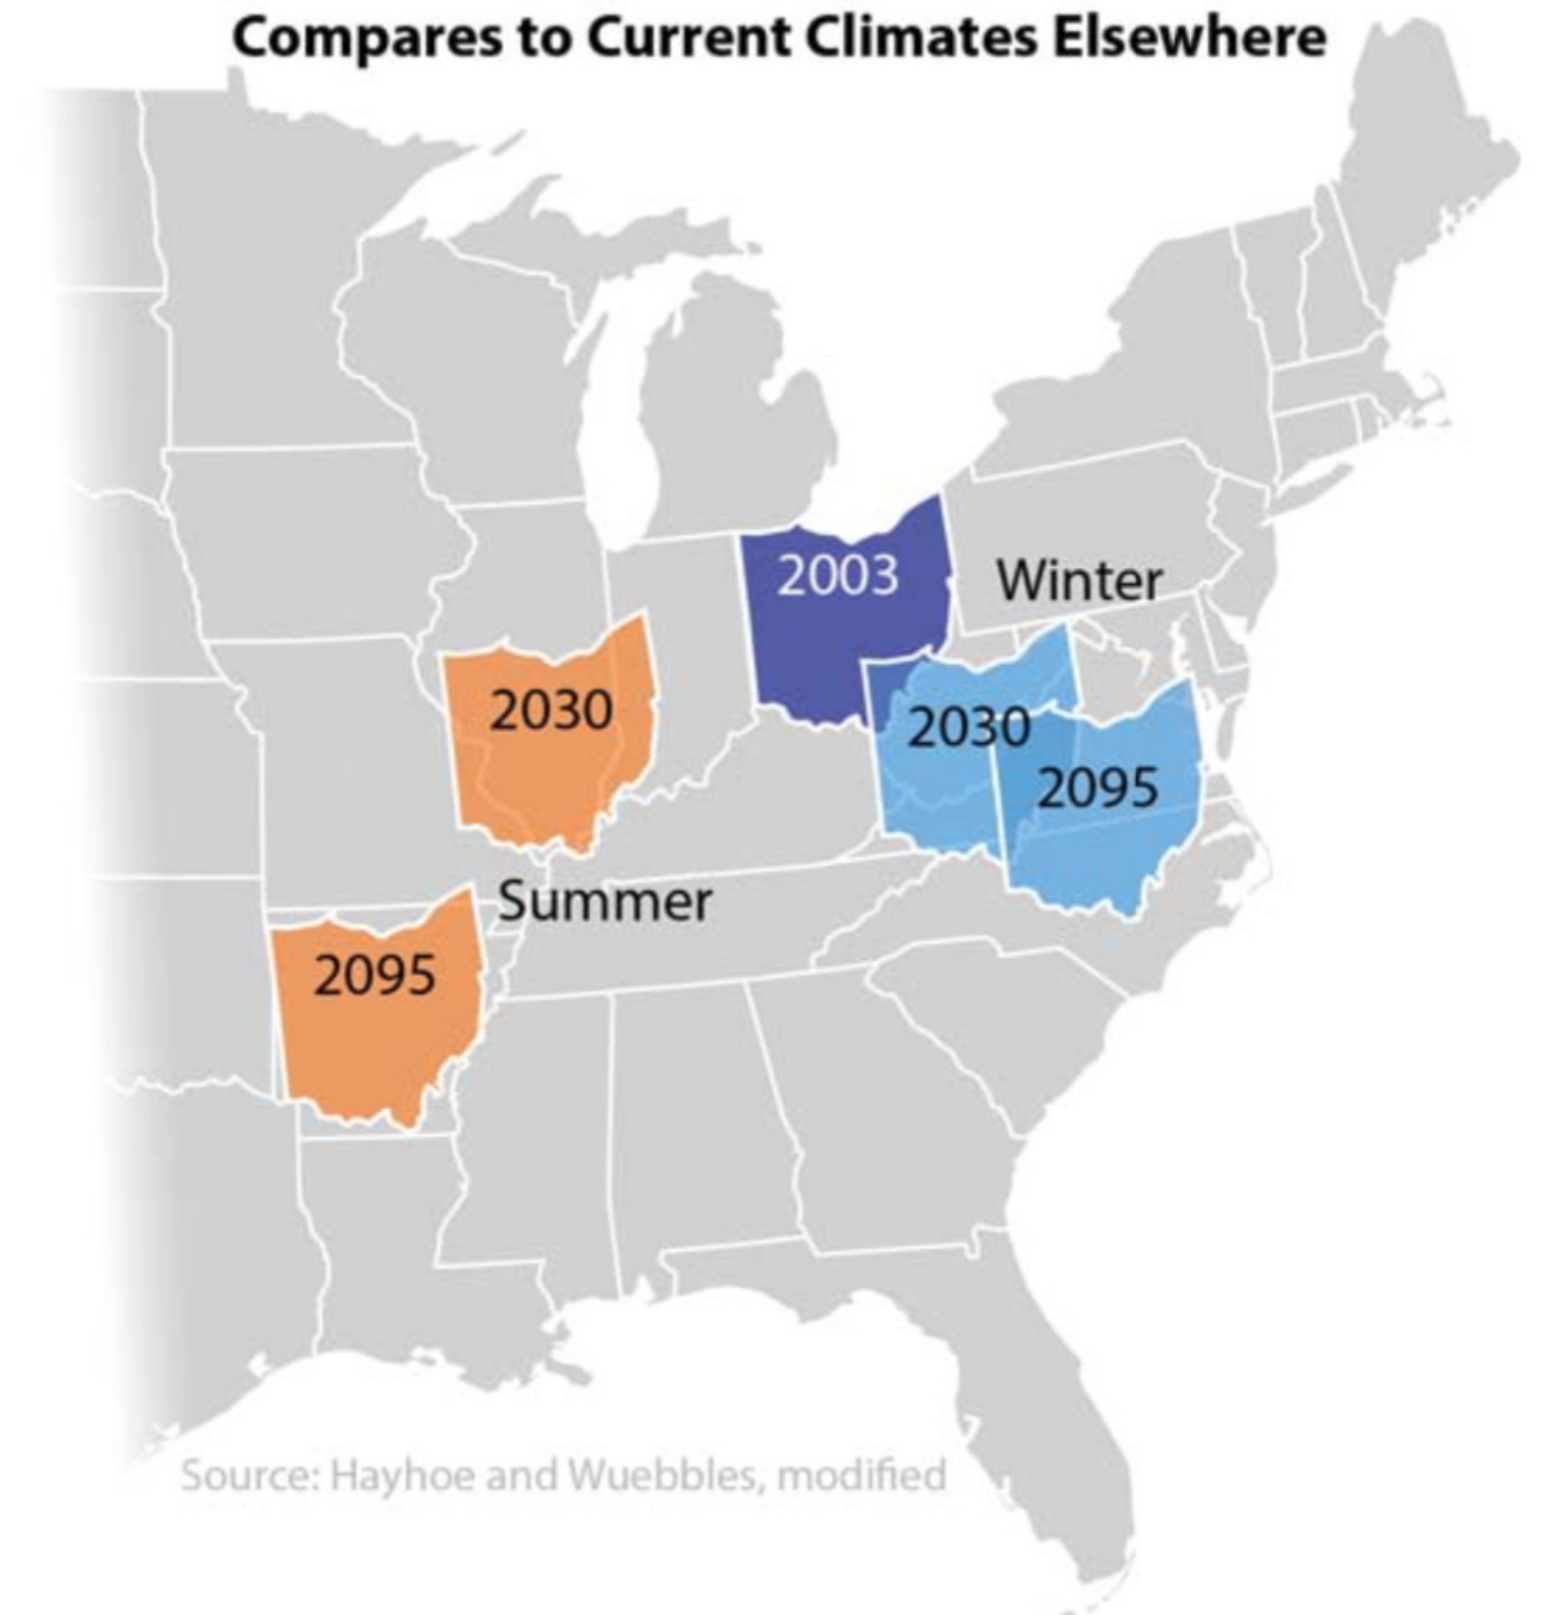 Compares to Current Climates Elsewhere
2003
Winter
2030
2030
2095
Summer
2095
Source: Hayhoe and Wuebbles, modified